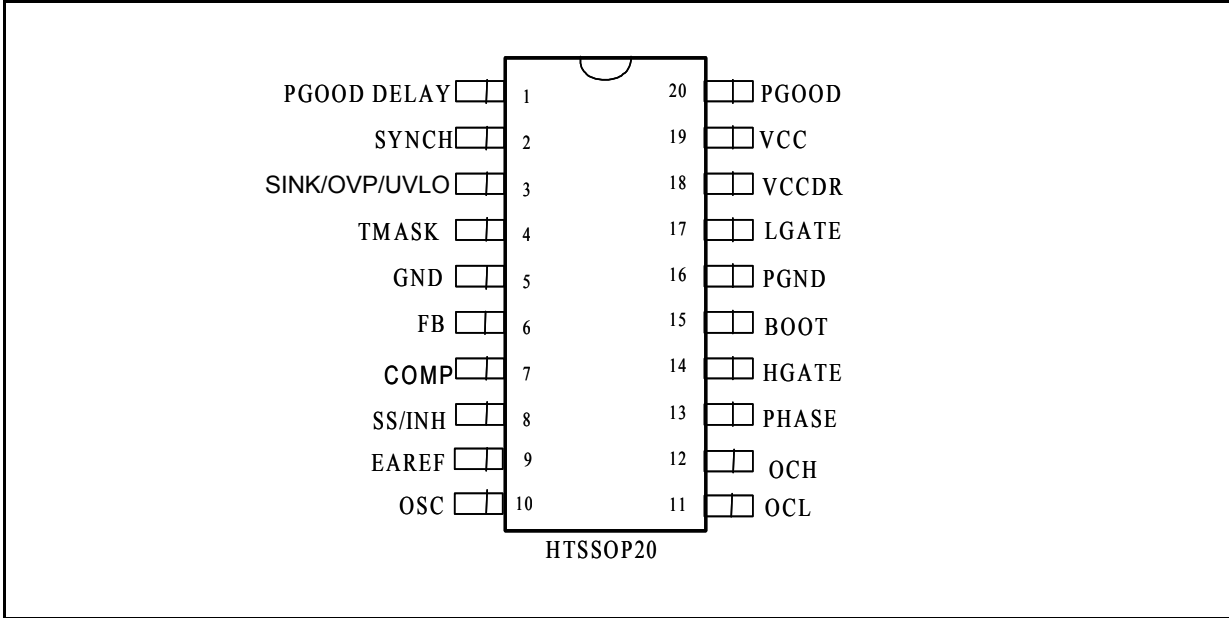 PGOOD DELAY 1 20 PGOOD
SYNCH 2 19 VCC
SINK/OVP/UVLO 3 18 VCCDR
TMASK 4 17 LGATE
GND 5 16 PGND
FB 6 15 BOOT
COMP 7 14 HGATE
SS/INH 8 13 PHASE
EAREF 9 12 OCH
OSC 10 11 OCL
HTSSOP20